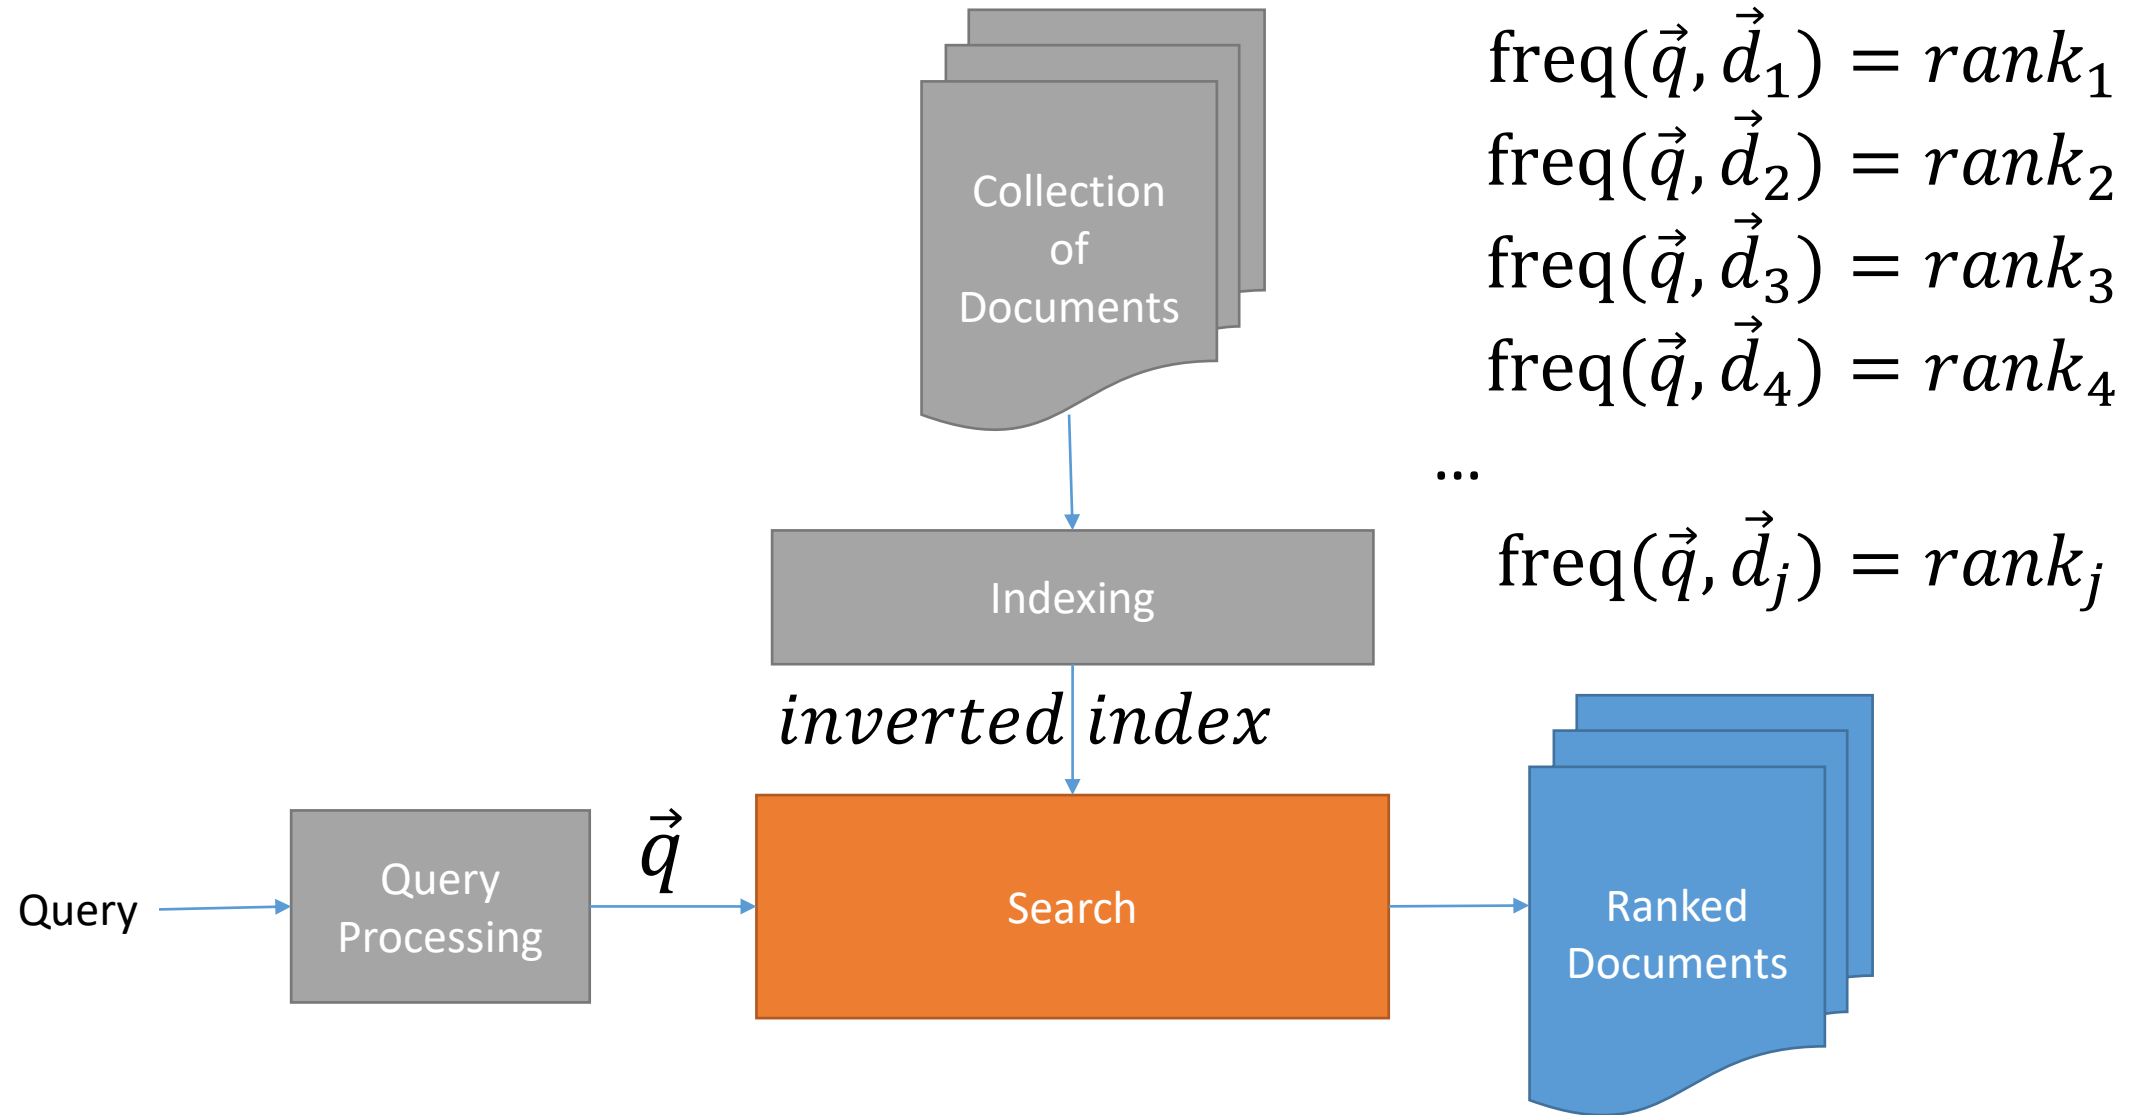 Collection
of
Documents
freq(q⃗, d⃗₁) = rank₁
freq(q⃗, d⃗₂) = rank₂
freq(q⃗, d⃗₃) = rank₃
freq(q⃗, d⃗₄) = rank₄
...
freq(q⃗, d⃗ⱼ) = rankⱼ
Indexing
inverted index
Query
Query
Processing
q⃗
Search
Ranked
Documents